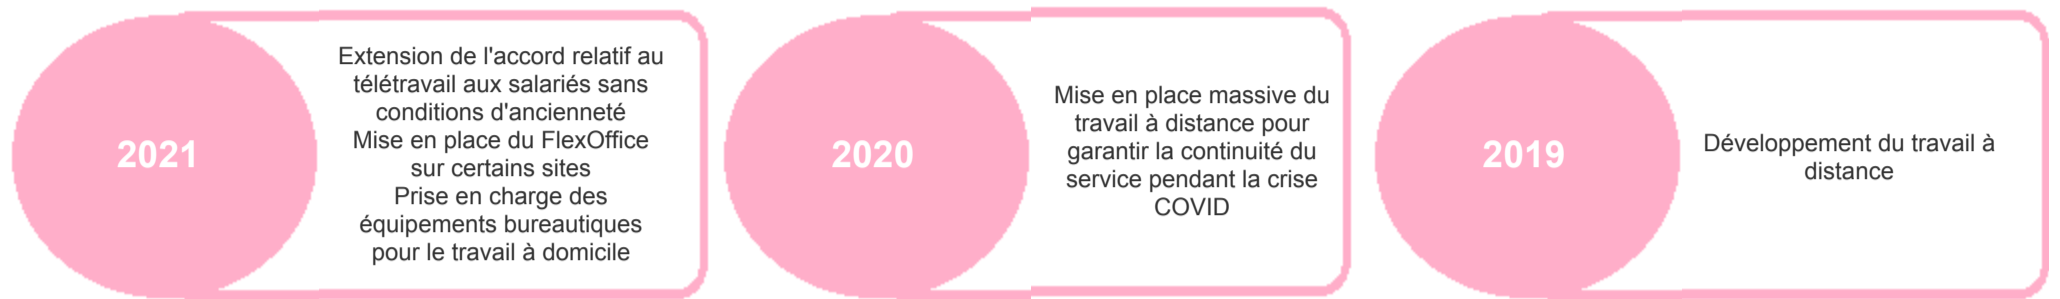 2021
Extension de l'accord relatif au
télétravail aux salariés sans
conditions d'ancienneté
Mise en place du FlexOffice
sur certains sites
Prise en charge des
équipements bureautiques
pour le travail à domicile
2020
Mise en place massive du
travail à distance pour
garantir la continuité du
service pendant la crise
COVID
2019
Développement du travail à
distance